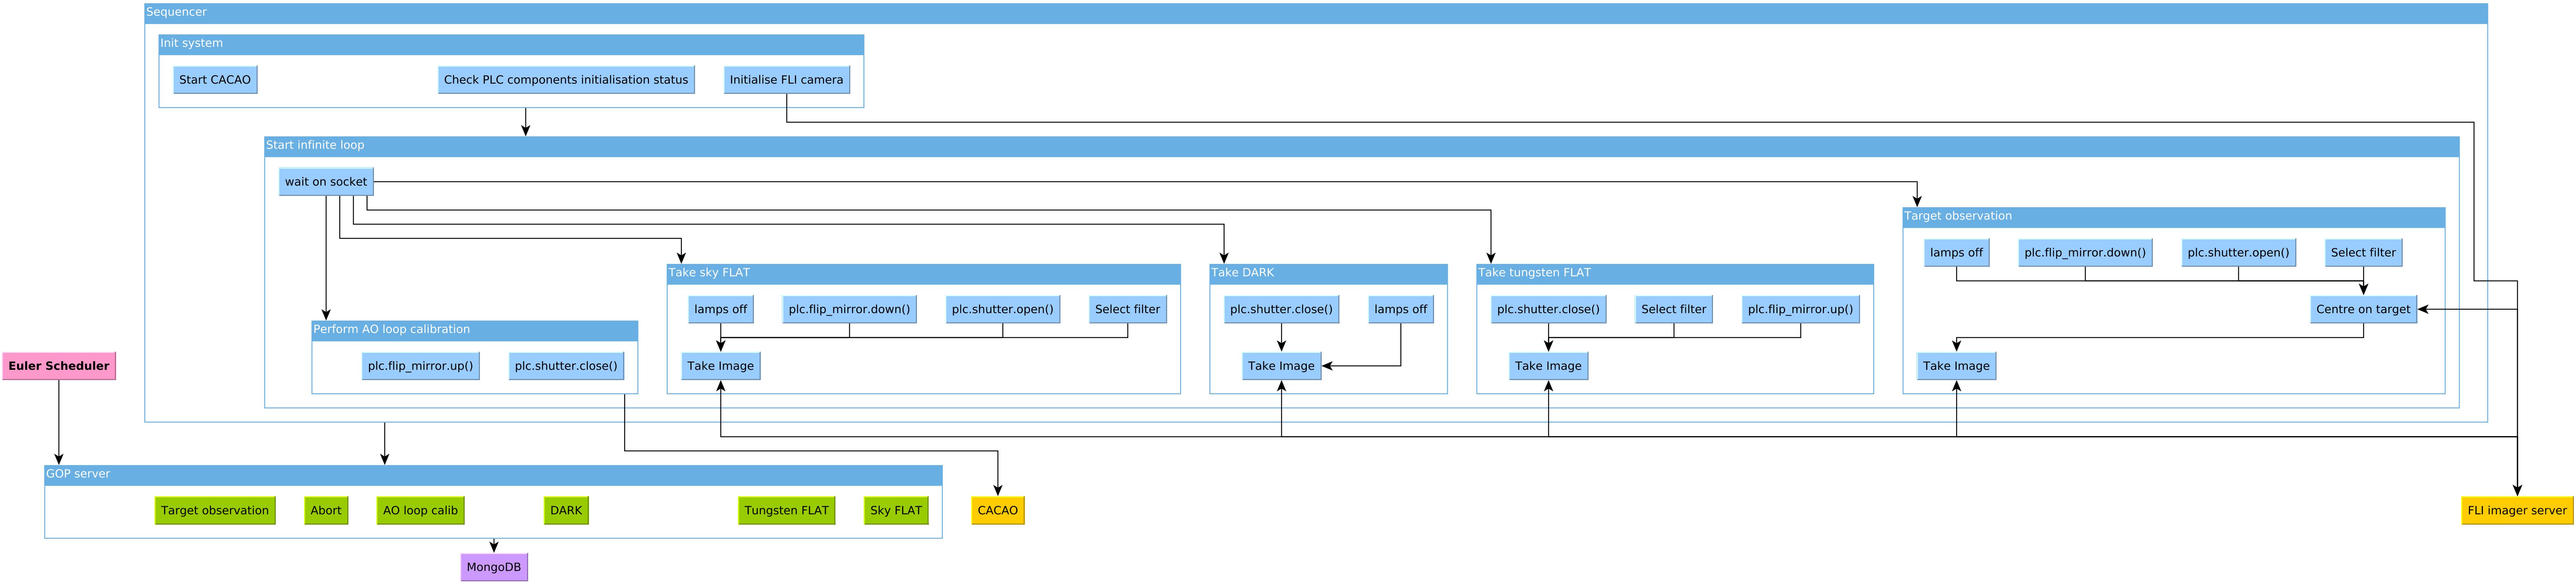 Sequencer
Init system
Start CACAO
Check PLC components initialisation status
Initialise FLI camera
Start infinite loop
wait on socket
Target observation
lamps off
plc.flip_mirror.down()
plc.shutter.open()
Select filter
Centre on target
Take Image
Take sky FLAT
lamps off
plc.flip_mirror.down()
plc.shutter.open()
Select filter
Take Image
Take DARK
plc.shutter.close()
lamps off
Take Image
Take tungsten FLAT
plc.shutter.close()
Select filter
plc.flip_mirror.up()
Take Image
Perform AO loop calibration
plc.flip_mirror.up()
plc.shutter.close()
Euler Scheduler
GOP server
Target observation
Abort
AO loop calib
DARK
Tungsten FLAT
Sky FLAT
CACAO
FLI imager server
MongoDB